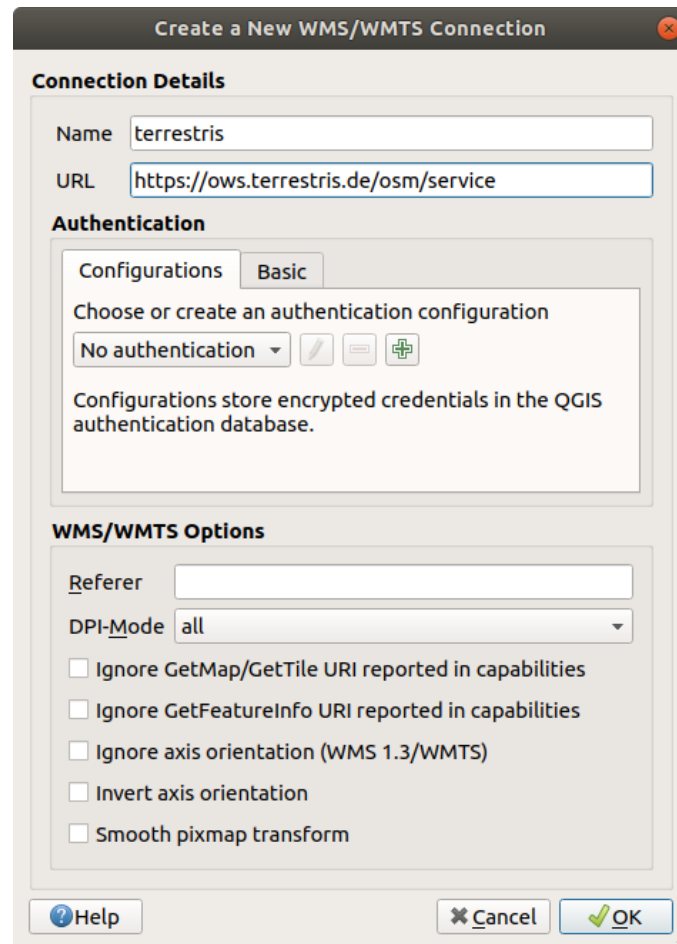 Create a New WMS/WMTS Connection
Connection Details
Name terrestris
URL https://ows.terrestris.de/osm/service
Authentication
Configurations Basic
Choose or create an authentication configuration
No authentication
Configurations store encrypted credentials in the QGIS
authentication database.
WMS/WMTS Options
Referer
DPI-Mode all
Ignore GetMap/GetTile URI reported in capabilities
Ignore GetFeatureInfo URI reported in capabilities
Ignore axis orientation (WMS 1.3/WMTS)
Invert axis orientation
Smooth pixmap transform
Help Cancel OK